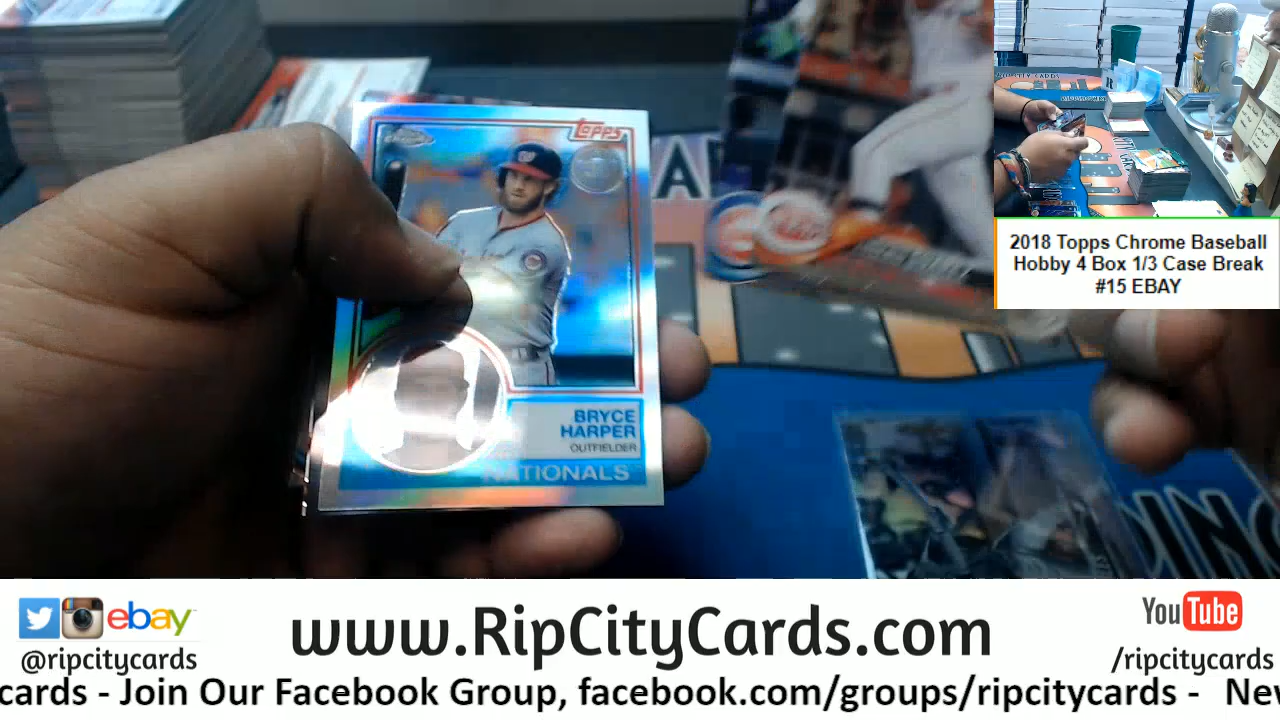 Topps
BRYCE
HARPER
OUTFIELDER
NATIONALS
2018 Topps Chrome Baseball
Hobby 4 Box 1/3 Case Break
#15 EBAY
ebay
@ripcitycards
www.RipCityCards.com
YouTube
/ripcitycards
cards - Join Our Facebook Group, facebook.com/groups/ripcitycards - Nev